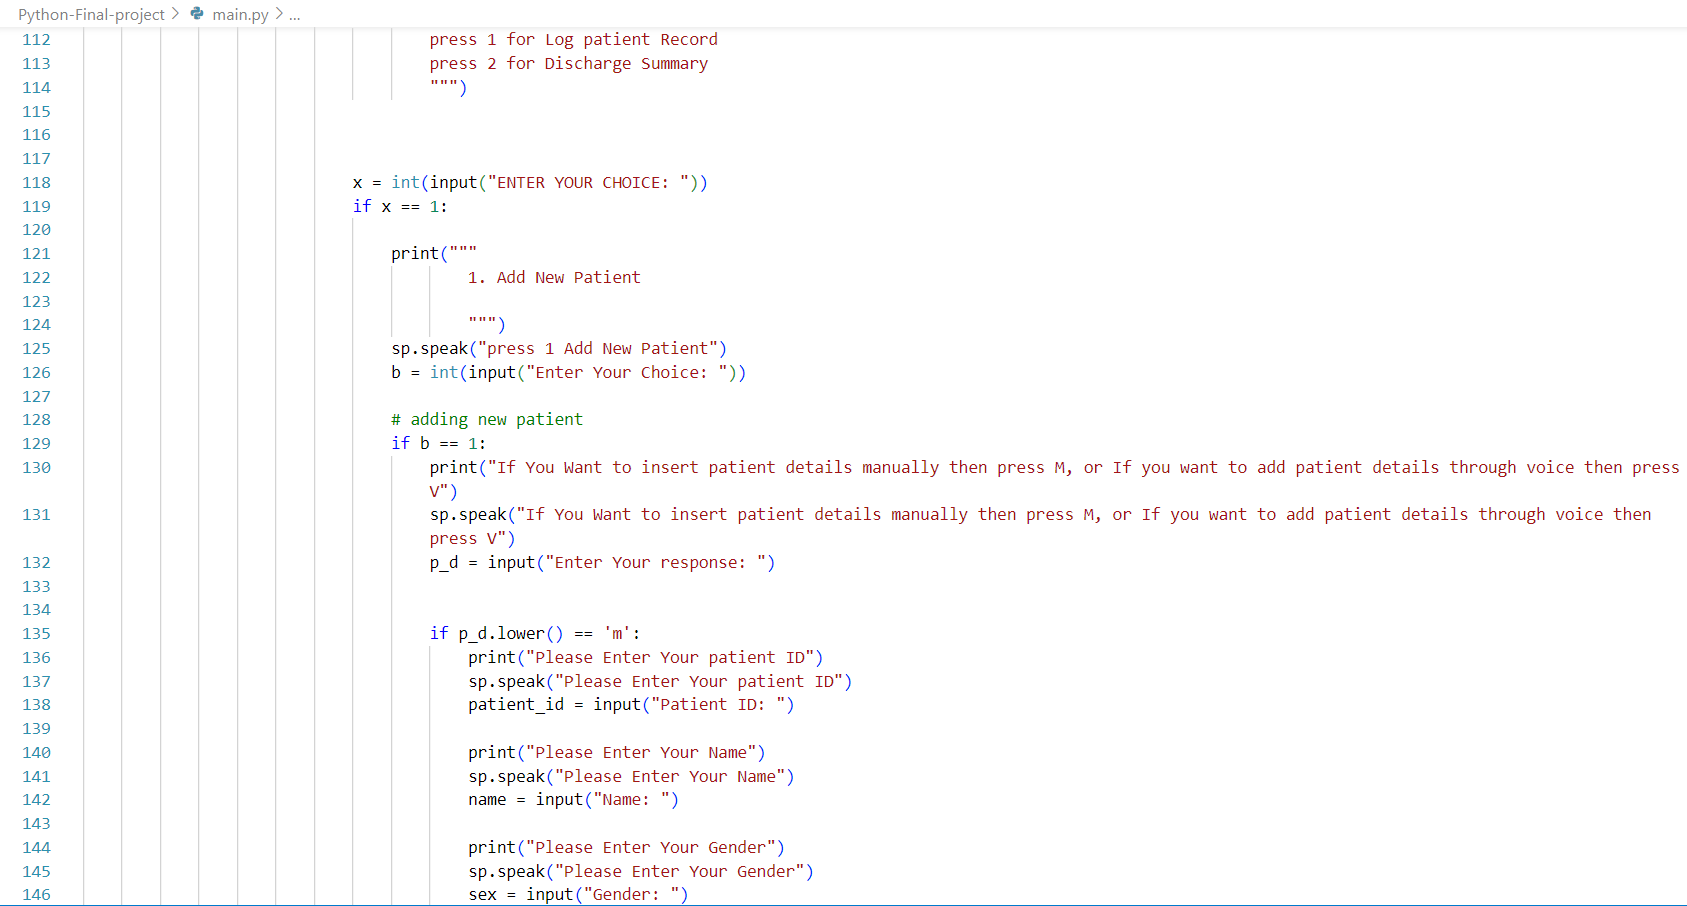 Python-Final-project > main.py > ...
112 press 1 for Log patient Record
113 press 2 for Discharge Summary
114 """)
115
116
117
118 x = int(input("ENTER YOUR CHOICE: "))
119 if x == 1:
120
121 print("""
122 1. Add New Patient
123
124 """)
125 sp.speak("press 1 Add New Patient")
126 b = int(input("Enter Your Choice: "))
127
128 # adding new patient
129 if b == 1:
130 print("If You Want to insert patient details manually then press M, or If you want to add patient details through voice then press
V")
131 sp.speak("If You Want to insert patient details manually then press M, or If you want to add patient details through voice then
press V")
132 p_d = input("Enter Your response: ")
133
134
135 if p_d.lower() == 'm':
136 print("Please Enter Your patient ID")
137 sp.speak("Please Enter Your patient ID")
138 patient_id = input("Patient ID: ")
139
140 print("Please Enter Your Name")
141 sp.speak("Please Enter Your Name")
142 name = input("Name: ")
143
144 print("Please Enter Your Gender")
145 sp.speak("Please Enter Your Gender")
146 sex = input("Gender: ")